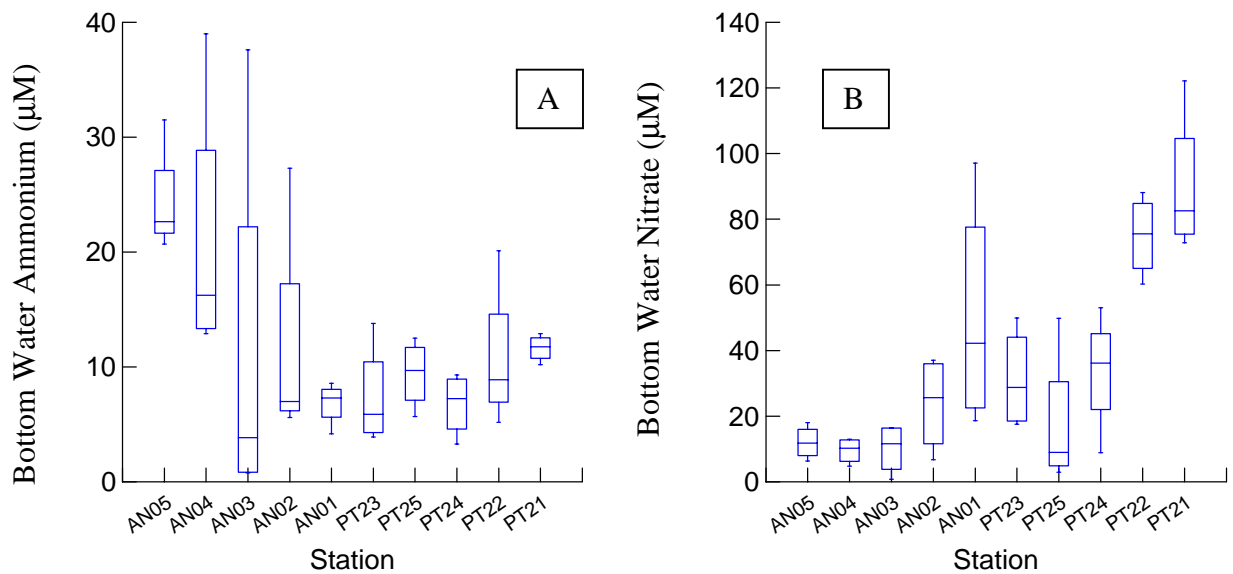 Bottom Water Ammonium (μM)
40
30
20
10
0
A
AN05
AN04
AN03
AN02
AN01
PT23
PT25
PT24
PT22
PT21
Station
Bottom Water Nitrate (μM)
140
120
100
80
60
40
20
0
B
AN05
AN04
AN03
AN02
AN01
PT23
PT25
PT24
PT22
PT21
Station